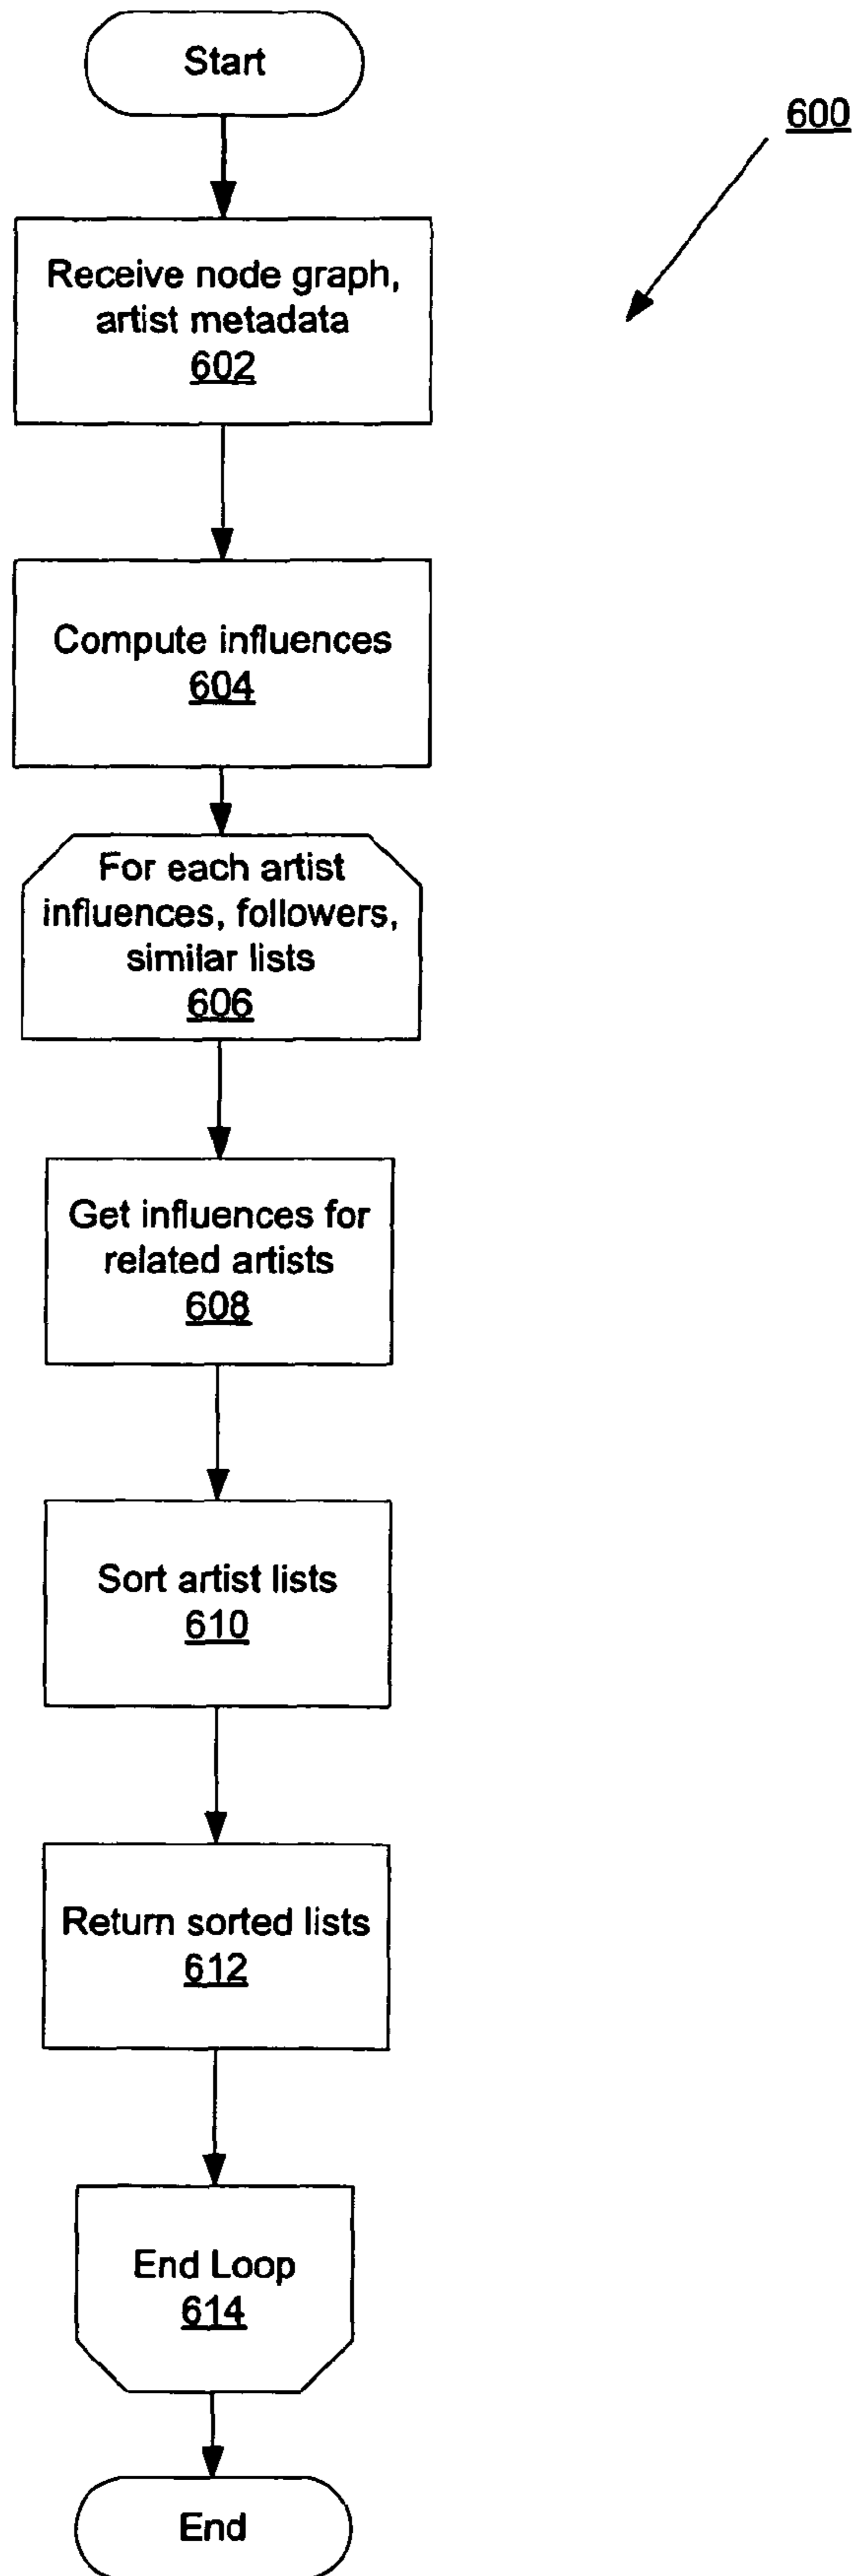 Start
600
Receive node graph,
artist metadata
602
Compute influences
604
For each artist
influences, followers,
similar lists
606
Get influences for
related artists
608
Sort artist lists
610
Return sorted lists
612
End Loop
614
End